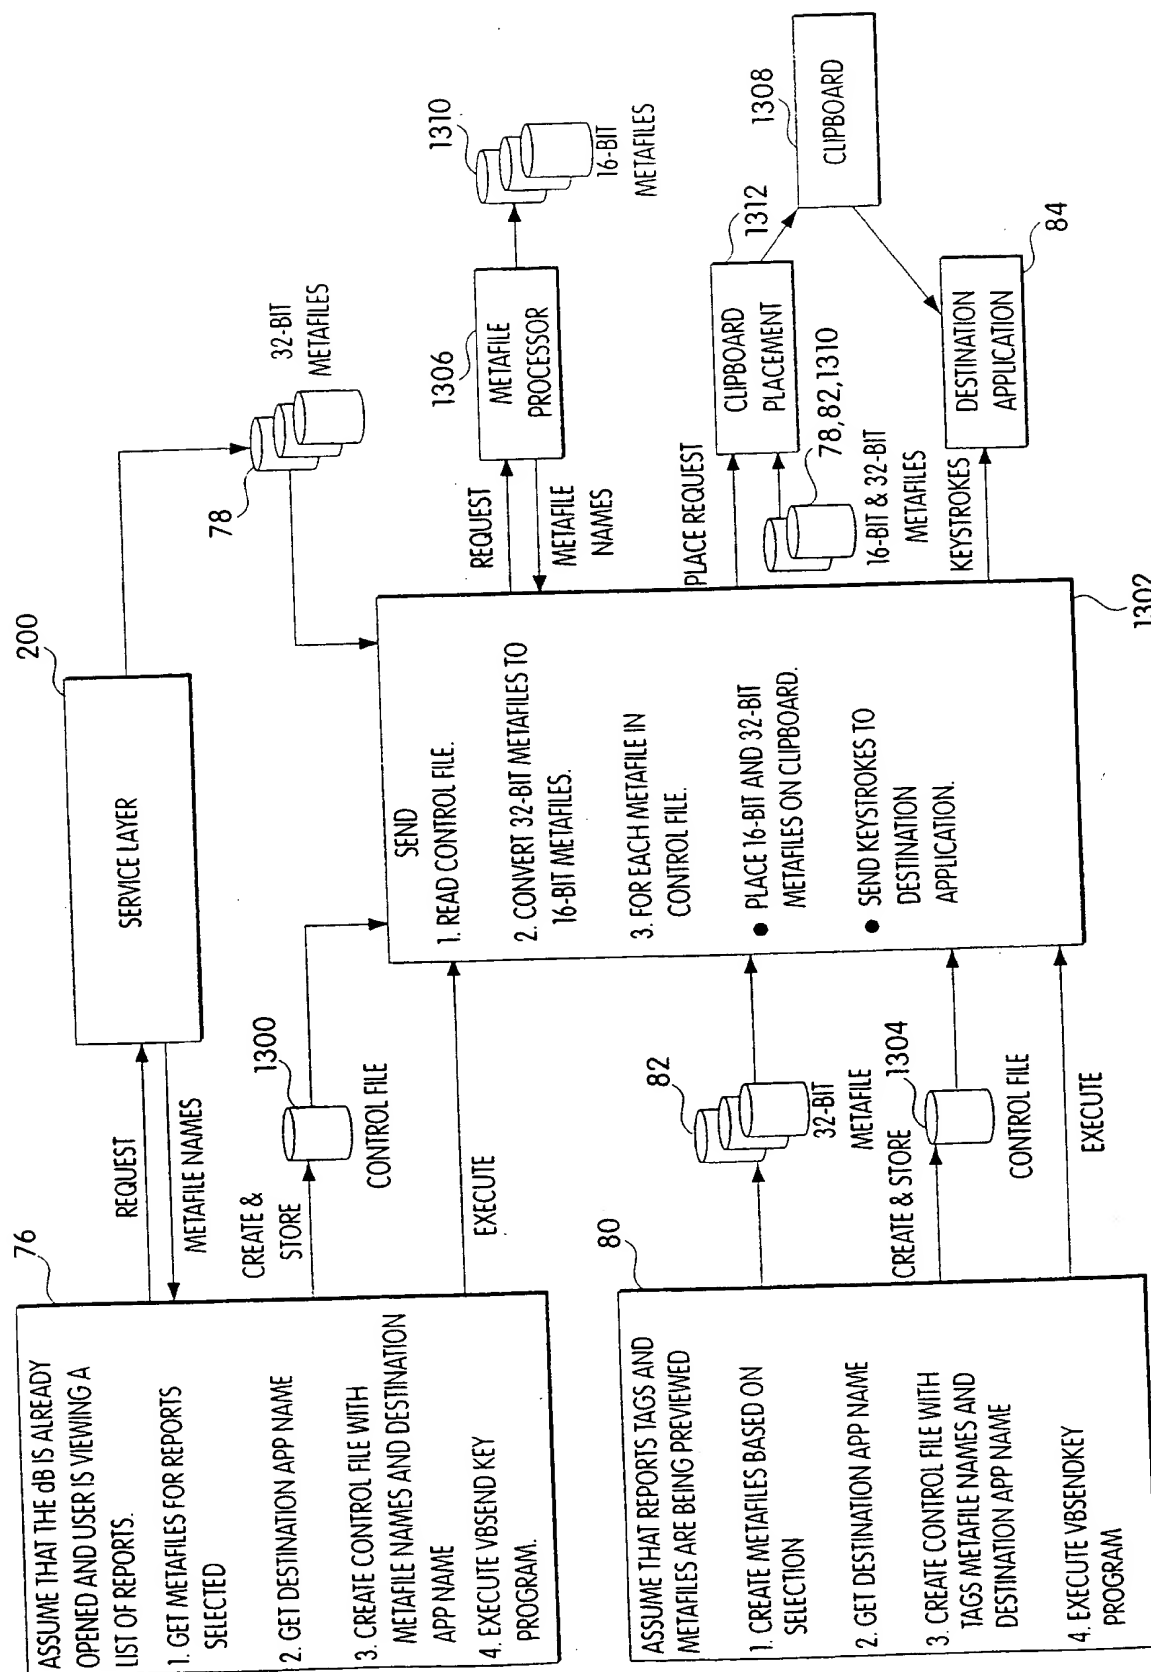 76
ASSUME THAT THE dB IS ALREADY
OPENED AND USER IS VIEWING A
LIST OF REPORTS.
1. GET METAFILES FOR REPORTS
SELECTED
2. GET DESTINATION APP NAME
3. CREATE CONTROL FILE WITH
METAFILE NAMES AND DESTINATION
APP NAME
4. EXECUTE VBSEND KEY
PROGRAM.
REQUEST
METAFILE NAMES
CREATE &
STORE
1300
CONTROL FILE
EXECUTE
200
SERVICE LAYER
78
32-BIT
METAFILES
80
ASSUME THAT REPORTS TAGS AND
METAFILES ARE BEING PREVIEWED
1. CREATE METAFILES BASED ON
SELECTION
2. GET DESTINATION APP NAME
3. CREATE CONTROL FILE WITH
TAGS METAFILE NAMES AND
DESTINATION APP NAME
4. EXECUTE VBSENDKEY
PROGRAM
82
32-BIT
METAFILE
CREATE & STORE
1304
CONTROL FILE
EXECUTE
SEND
1. READ CONTROL FILE.
2. CONVERT 32-BIT METAFILES TO
16-BIT METAFILES.
3. FOR EACH METAFILE IN
CONTROL FILE.
● PLACE 16-BIT AND 32-BIT
METAFILES ON CLIPBOARD.
● SEND KEYSTROKES TO
DESTINATION
APPLICATION.
1302
REQUEST
METAFILE
NAMES
1306
METAFILE
PROCESSOR
1310
16-BIT
METAFILES
PLACE REQUEST
1312
CLIPBOARD
PLACEMENT
78,82,1310
16-BIT & 32-BIT
METAFILES
KEYSTROKES
1308
CLIPBOARD
84
DESTINATION
APPLICATION